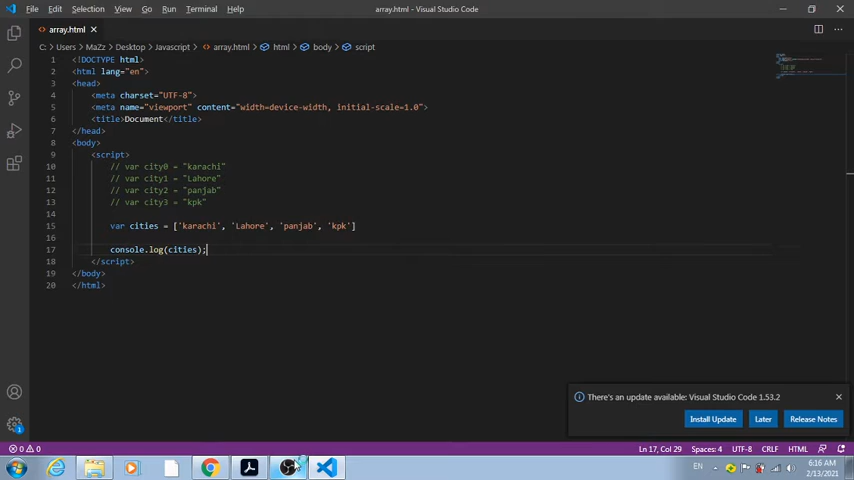 File Edit Selection View Go Run Terminal Help array.html - Visual Studio Code
array.html
C: > Users > MaZz > Desktop > Javascript > array.html > html > body > script
1 <!DOCTYPE html>
2 <html lang="en">
3 <head>
4 <meta charset="UTF-8">
5 <meta name="viewport" content="width=device-width, initial-scale=1.0">
6 <title>Document</title>
7 </head>
8 <body>
9 <script>
10 // var city0 = "karachi"
11 // var city1 = "Lahore"
12 // var city2 = "panjab"
13 // var city3 = "kpk"
14
15 var cities = ['karachi', 'Lahore', 'panjab', 'kpk']
16
17 console.log(cities);
18 </script>
19 </body>
20 </html>
There's an update available: Visual Studio Code 1.53.2
Install Update Later Release Notes
0 0 Ln 17, Col 29 Spaces: 4 UTF-8 CRLF HTML
EN 6:16 AM
2/13/2021